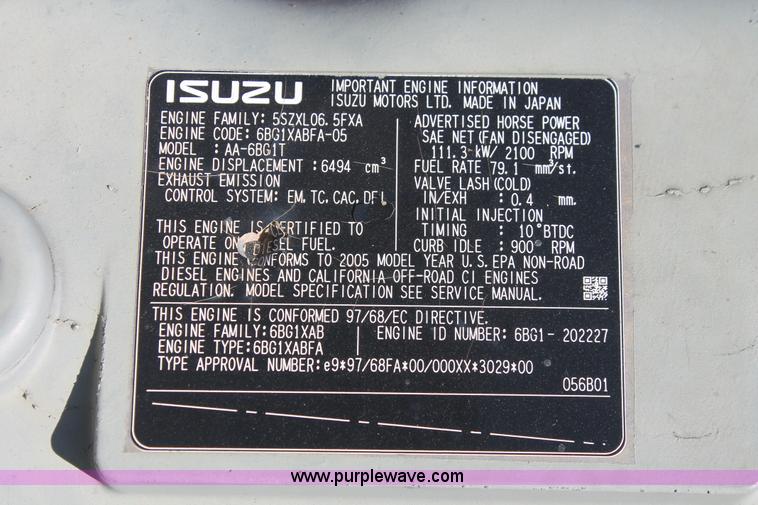 ISUZU IMPORTANT ENGINE INFORMATION
ISUZU MOTORS LTD. MADE IN JAPAN
ENGINE FAMILY: 5SZXL06.5FXA
ENGINE CODE: 6BG1XABFA-05
MODEL : AA-6BG1T
ENGINE DISPLACEMENT: 6494 cm³
EXHAUST EMISSION
CONTROL SYSTEM: EM, TC, CAC, DFI
THIS ENGINE IS CERTIFIED TO
OPERATE ON DIESEL FUEL.
ADVERTISED HORSE POWER
SAE NET(FAN DISENGAGED)
111.3 kW/ 2100 RPM
FUEL RATE 79.1 mm³/st.
VALVE LASH (COLD)
IN/EXH : 0.4 mm.
INITIAL INJECTION
TIMING : 10°BTDC
CURB IDLE : 900 RPM
THIS ENGINE CONFORMS TO 2005 MODEL YEAR U.S.EPA NON-ROAD
DIESEL ENGINES AND CALIFORNIA OFF-ROAD CI ENGINES
REGULATION. MODEL SPECIFICATION SEE SERVICE MANUAL.
THIS ENGINE IS CONFORMED 97/68/EC DIRECTIVE.
ENGINE FAMILY:6BG1XAB
ENGINE TYPE:6BG1XABFA
ENGINE ID NUMBER: 6BG1- 202227
TYPE APPROVAL NUMBER:e9*97/68FA*00/000XX*3029*00
056B01
www.purplewave.com